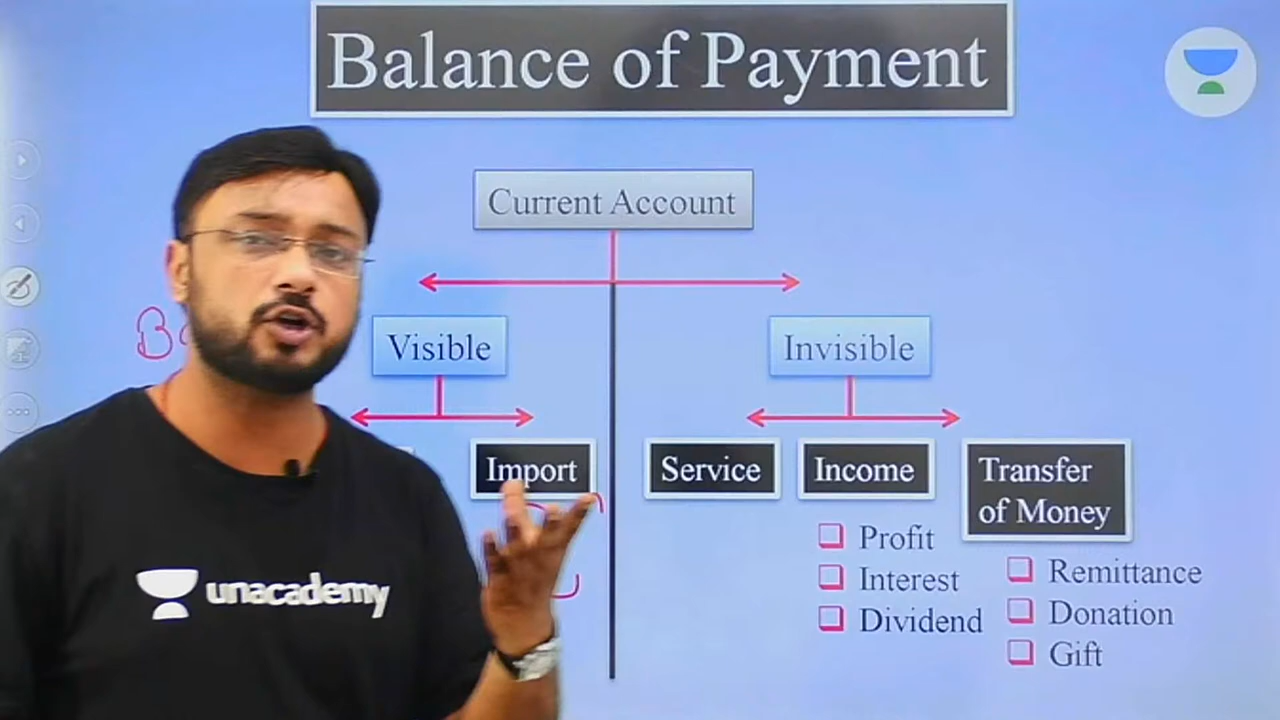 Balance of Payment
Current Account
Visible
Invisible
Import
Service
Income
Transfer
of Money
Profit
Interest
Dividend
Remittance
Donation
Gift
unacademy